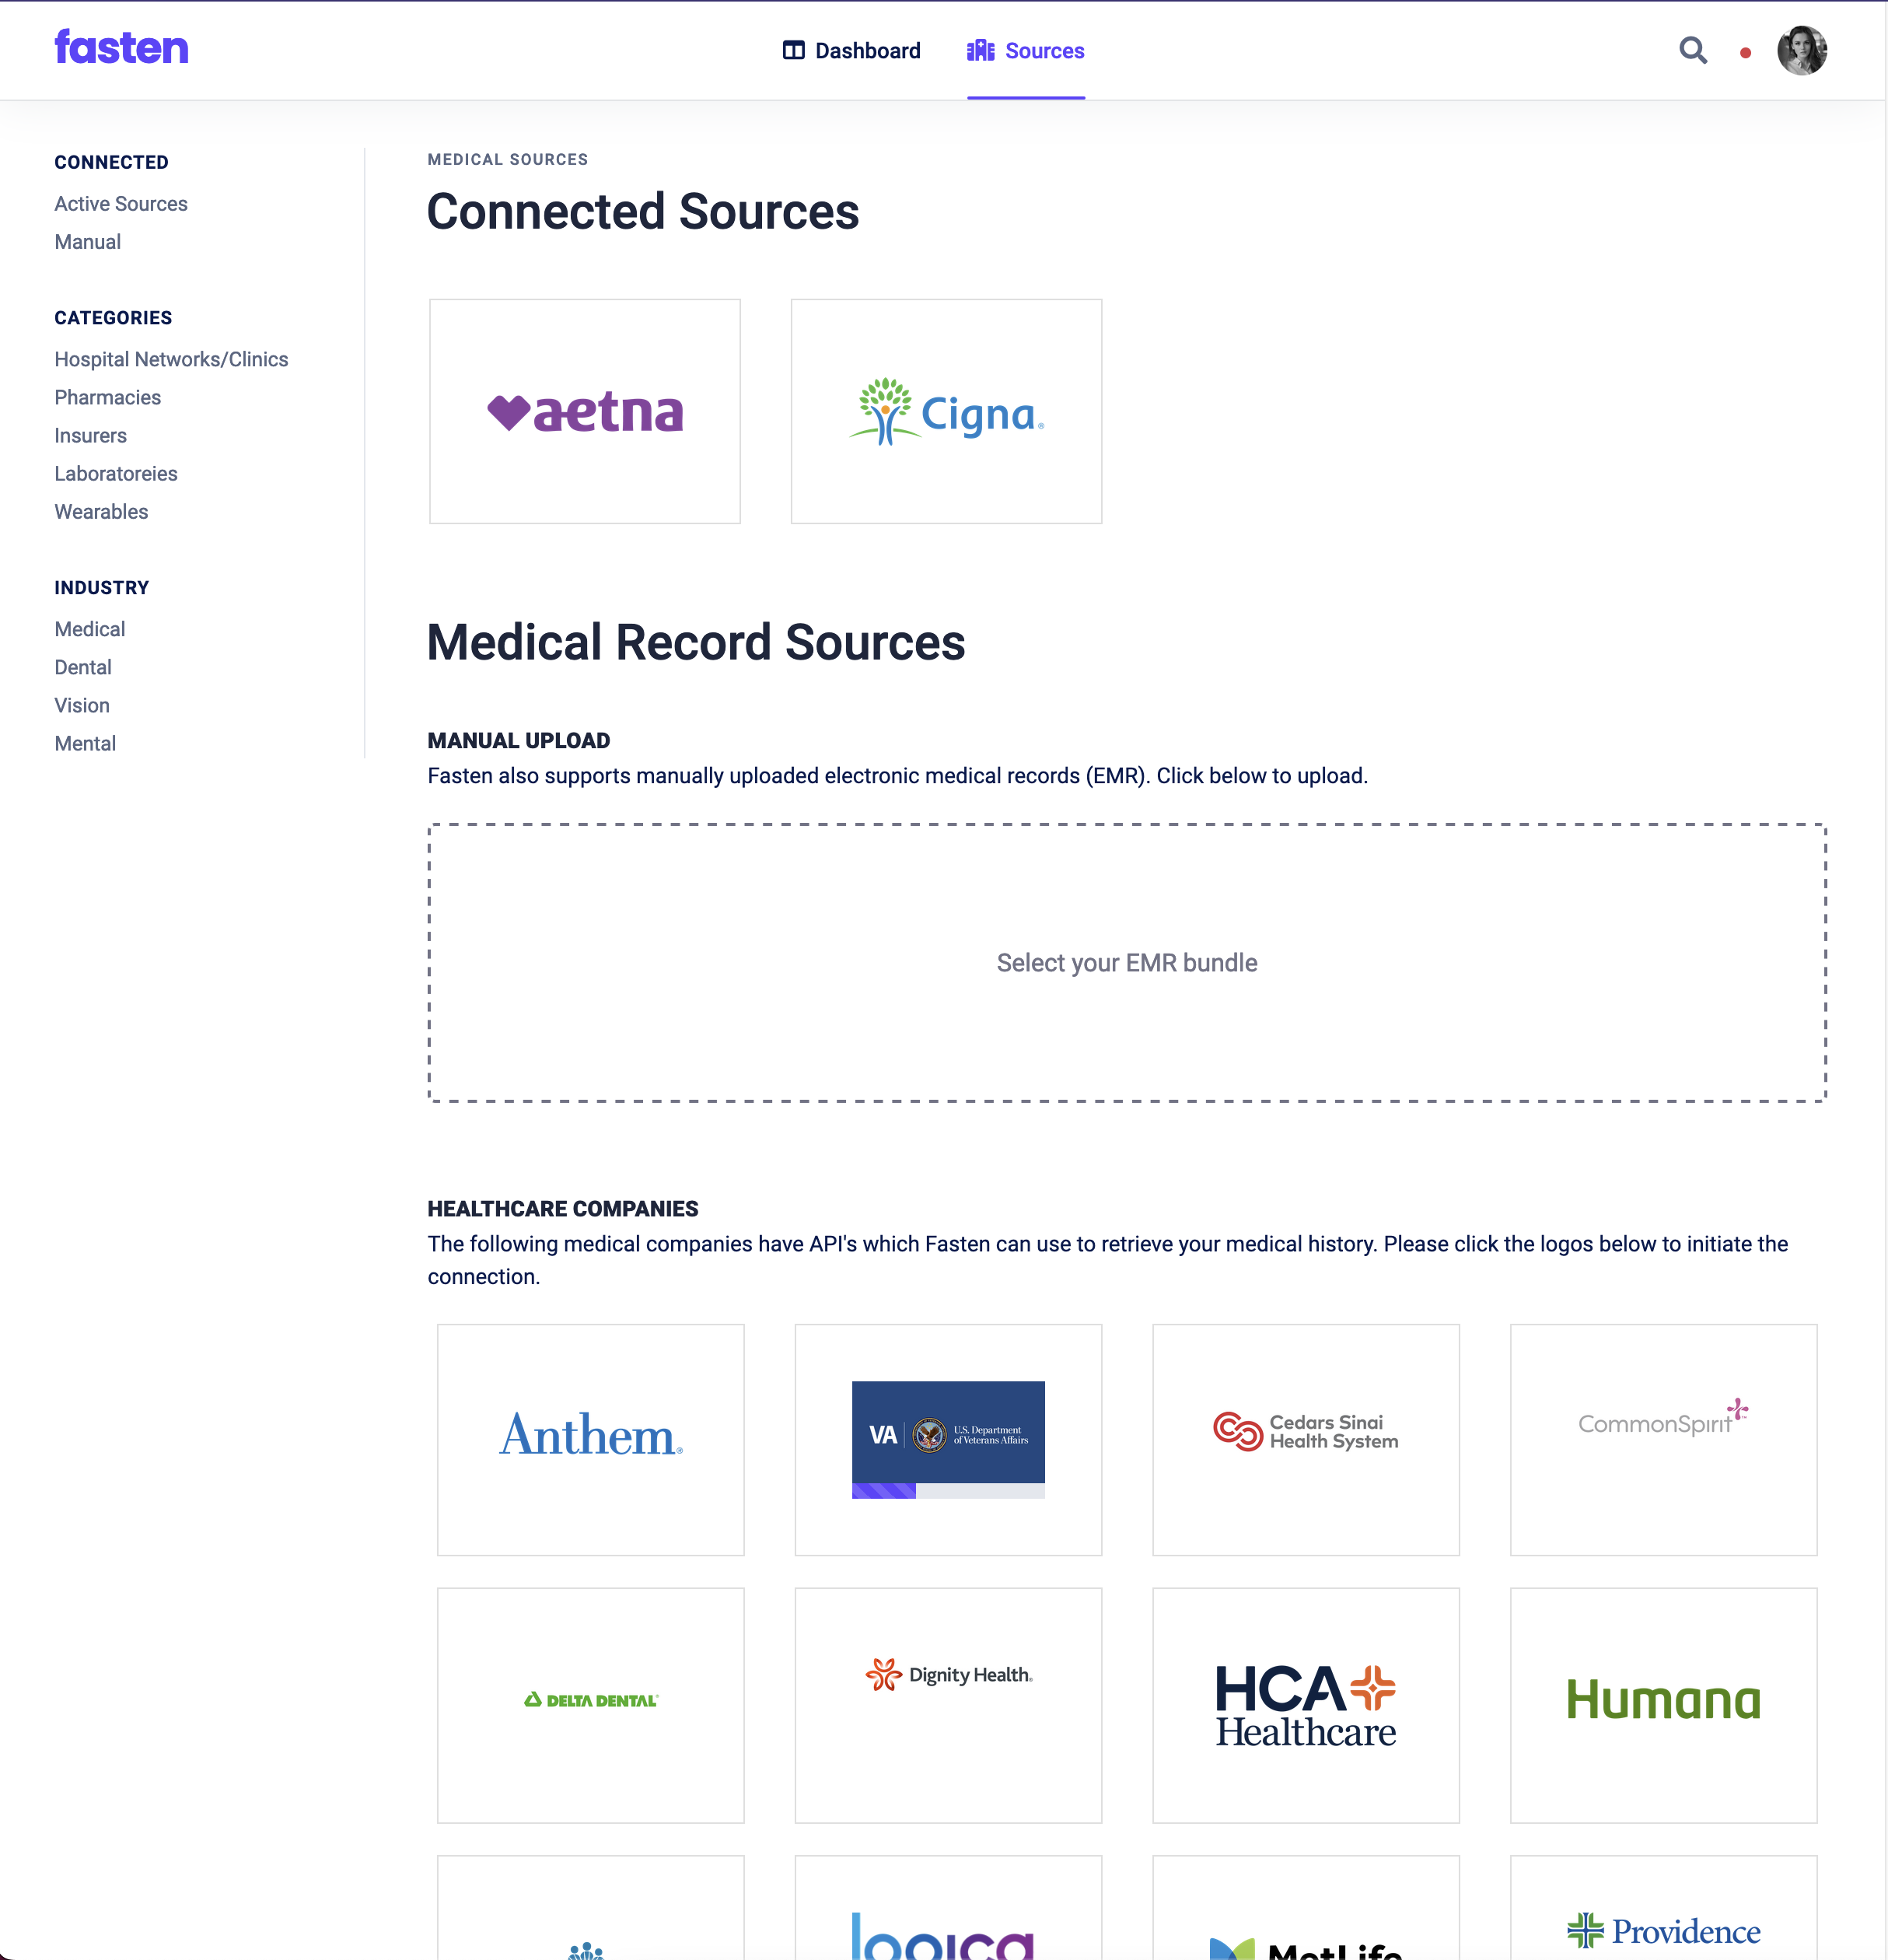 fasten
Dashboard
Sources
CONNECTED
Active Sources
Manual
CATEGORIES
Hospital Networks/Clinics
Pharmacies
Insurers
Laboratoreies
Wearables
INDUSTRY
Medical
Dental
Vision
Mental
MEDICAL SOURCES
Connected Sources
aetna
Cigna®
Medical Record Sources
MANUAL UPLOAD
Fasten also supports manually uploaded electronic medical records (EMR). Click below to upload.
Select your EMR bundle
HEALTHCARE COMPANIES
The following medical companies have API's which Fasten can use to retrieve your medical history. Please click the logos below to initiate the
connection.
Anthem®
VA
U.S. Department
of Veterans Affairs
Cedars Sinai
Health System
CommonSpirit™
DELTA DENTAL®
Dignity Health®
HCA
Healthcare
Humana
logica
MetLife
Providence